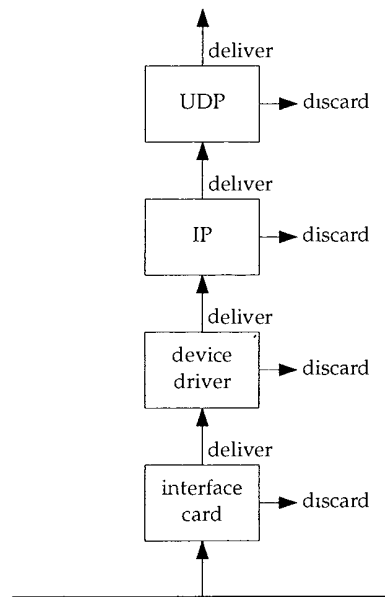 deliver
UDP
discard
deliver
IP
discard
deliver
device
driver
discard
deliver
interface
card
discard